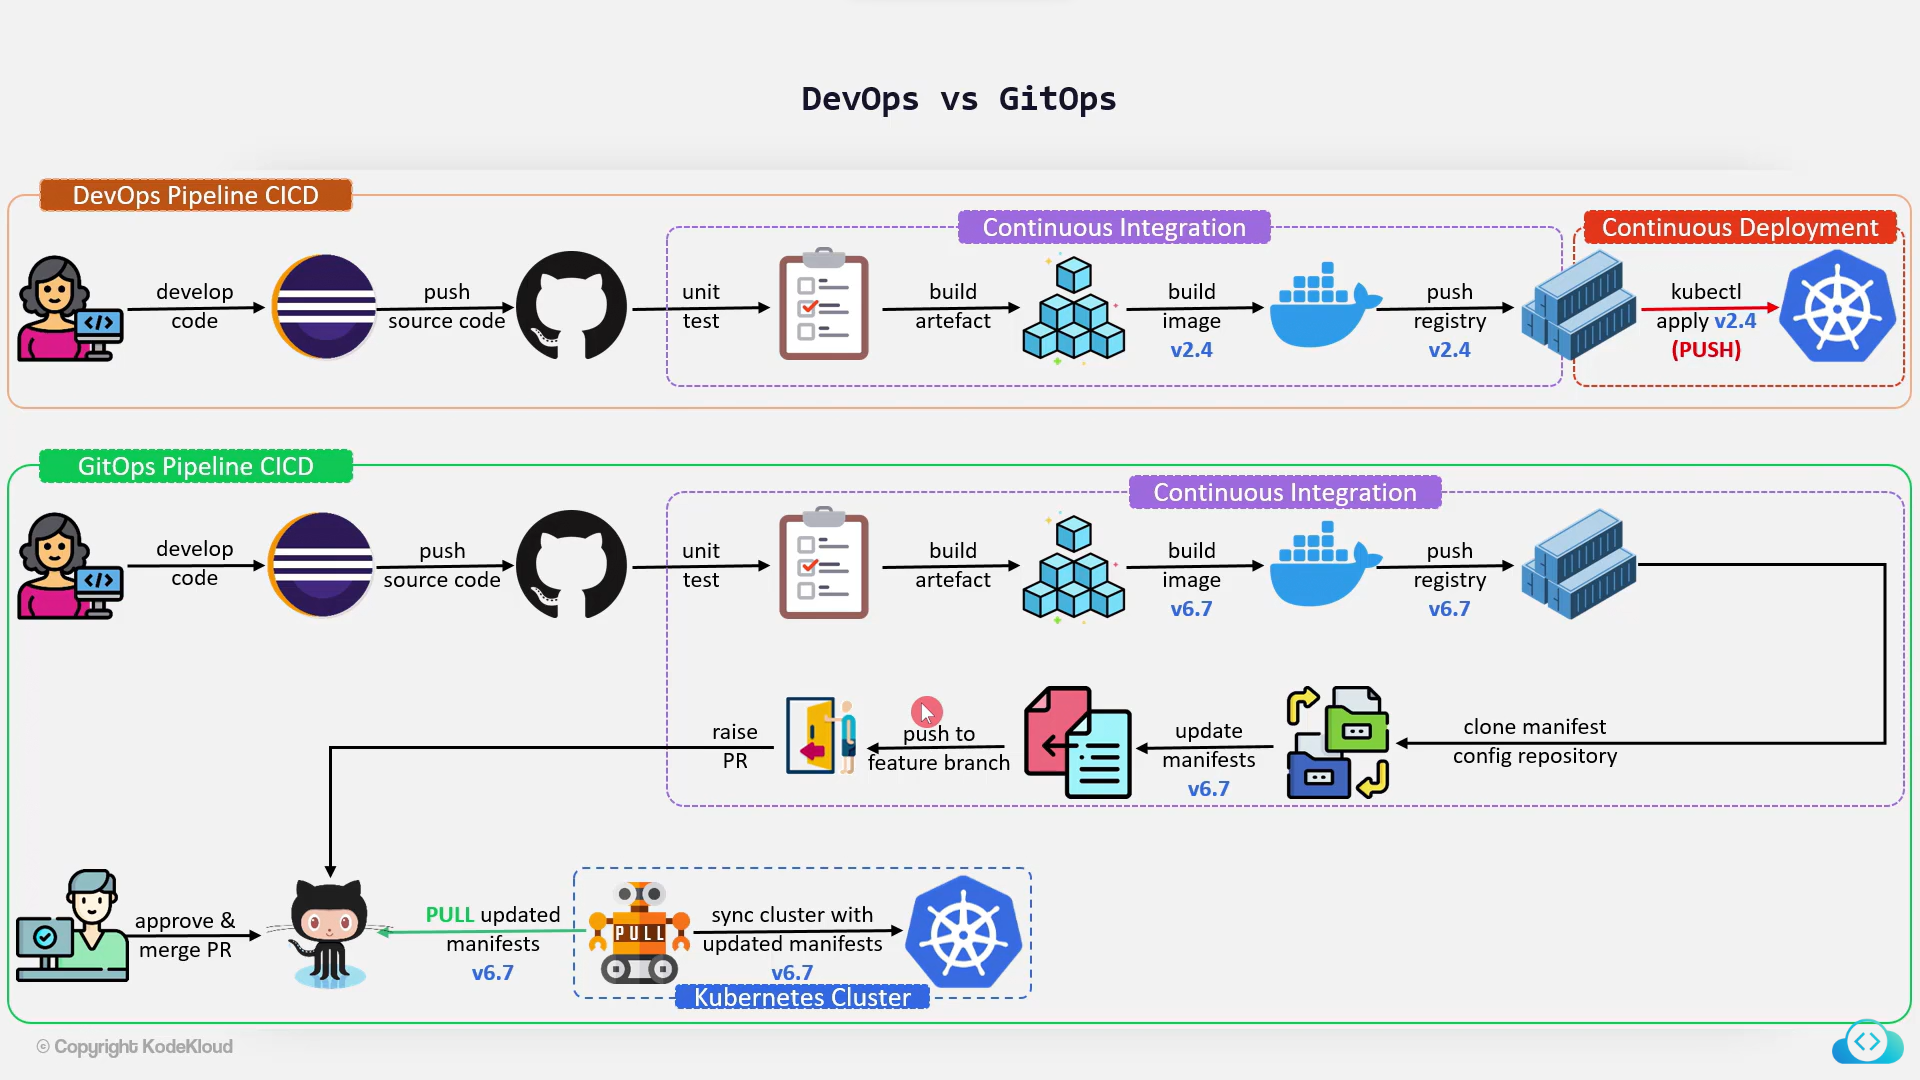 DevOps vs GitOps
DevOps Pipeline CICD
Continuous Integration
Continuous Deployment
develop
code
</>
push
source code
unit
test
build
artefact
build
image
v2.4
push
registry
v2.4
kubectl
apply v2.4
(PUSH)
GitOps Pipeline CICD
Continuous Integration
develop
code
</>
push
source code
unit
test
build
artefact
build
image
v6.7
push
registry
v6.7
clone manifest
config repository
update
manifests
v6.7
push to
feature branch
raise
PR
approve &
merge PR
PULL updated
manifests
v6.7
PULL
sync cluster with
updated manifests
v6.7
Kubernetes Cluster
© Copyright KodeKloud